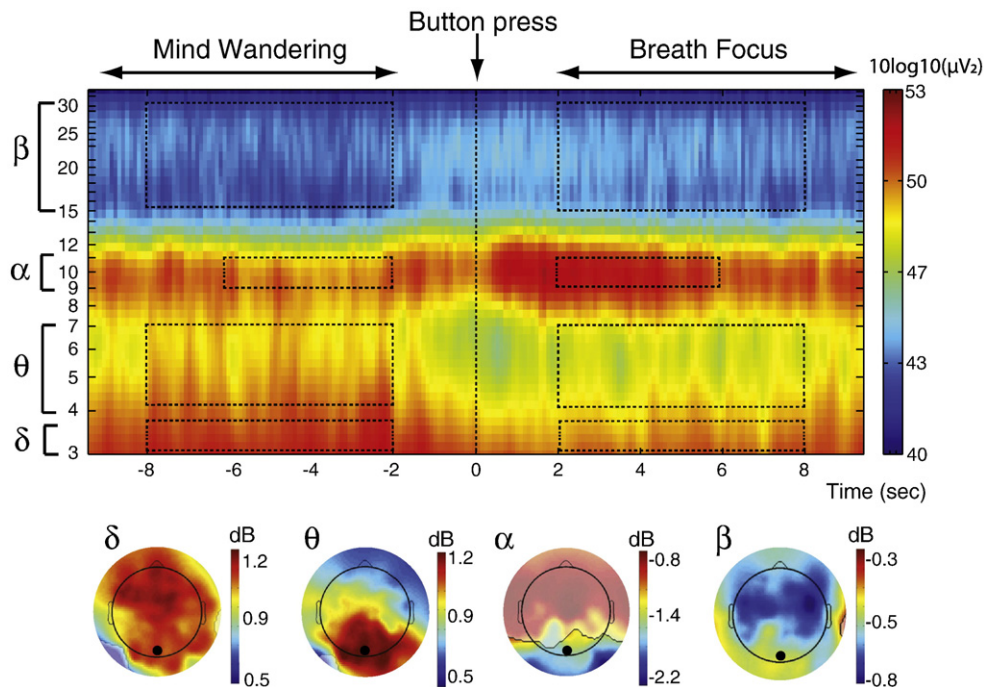 Button press
Mind Wandering
Breath Focus
10log10(μV₂)
β
30
25
20
15
α
12
10
9
8
θ
7
6
5
4
δ
3
53
50
47
43
40
-8
-6
-4
-2
0
2
4
6
8
Time (sec)
δ
dB
1.2
0.9
0.5
θ
dB
1.2
0.9
0.5
α
dB
-0.8
-1.4
-2.2
β
dB
-0.3
-0.5
-0.8